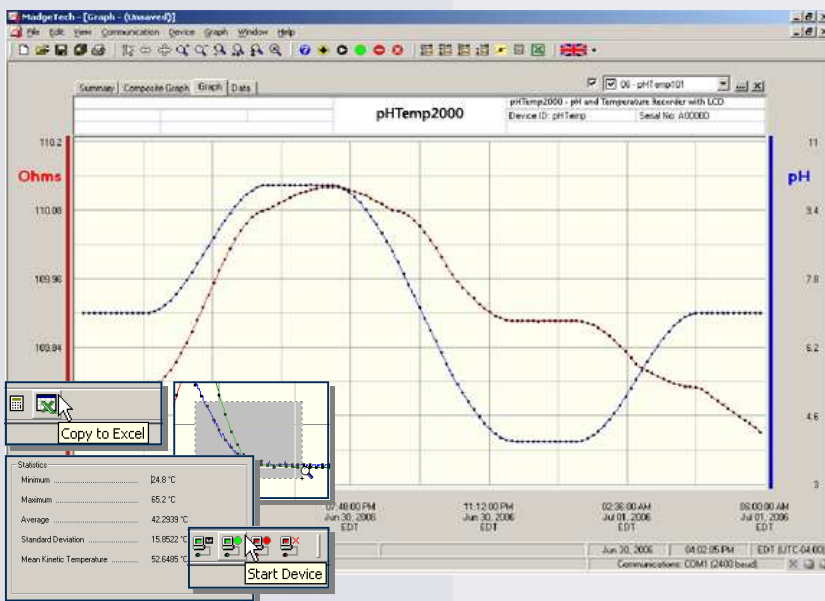 MadgeTech - [Graph - (Unsaved)]
File Edit View Communication Device Graph Window Help
Summary Composite Graph Graph Data
06 - pHTemp101
pHTemp2000
pHTemp2000 - pH and Temperature Recorder with LCD
Device ID: pHTemp Serial No: A00000
110.2 11
Ohms pH
110.08 9.4
109.96 7.8
109.84 6.2
4.6
3
Copy to Excel
07:48:00 PM 11:12:00 PM 02:36:00 AM 06:00:00 AM
Jun 30, 2006 Jun 30, 2006 Jul 01, 2006 Jul 01, 2006
EDT EDT EDT EDT
Statistics
Minimum 24.8 °C
Maximum 65.2 °C
Average 42.2939 °C
Standard Deviation 15.8522 °C
Mean Kinetic Temperature 52.6485 °C
Start Device
Jun 30, 2006 04:02:05 PM EDT (UTC-04:00)
Communications: COM1 (2400 baud)